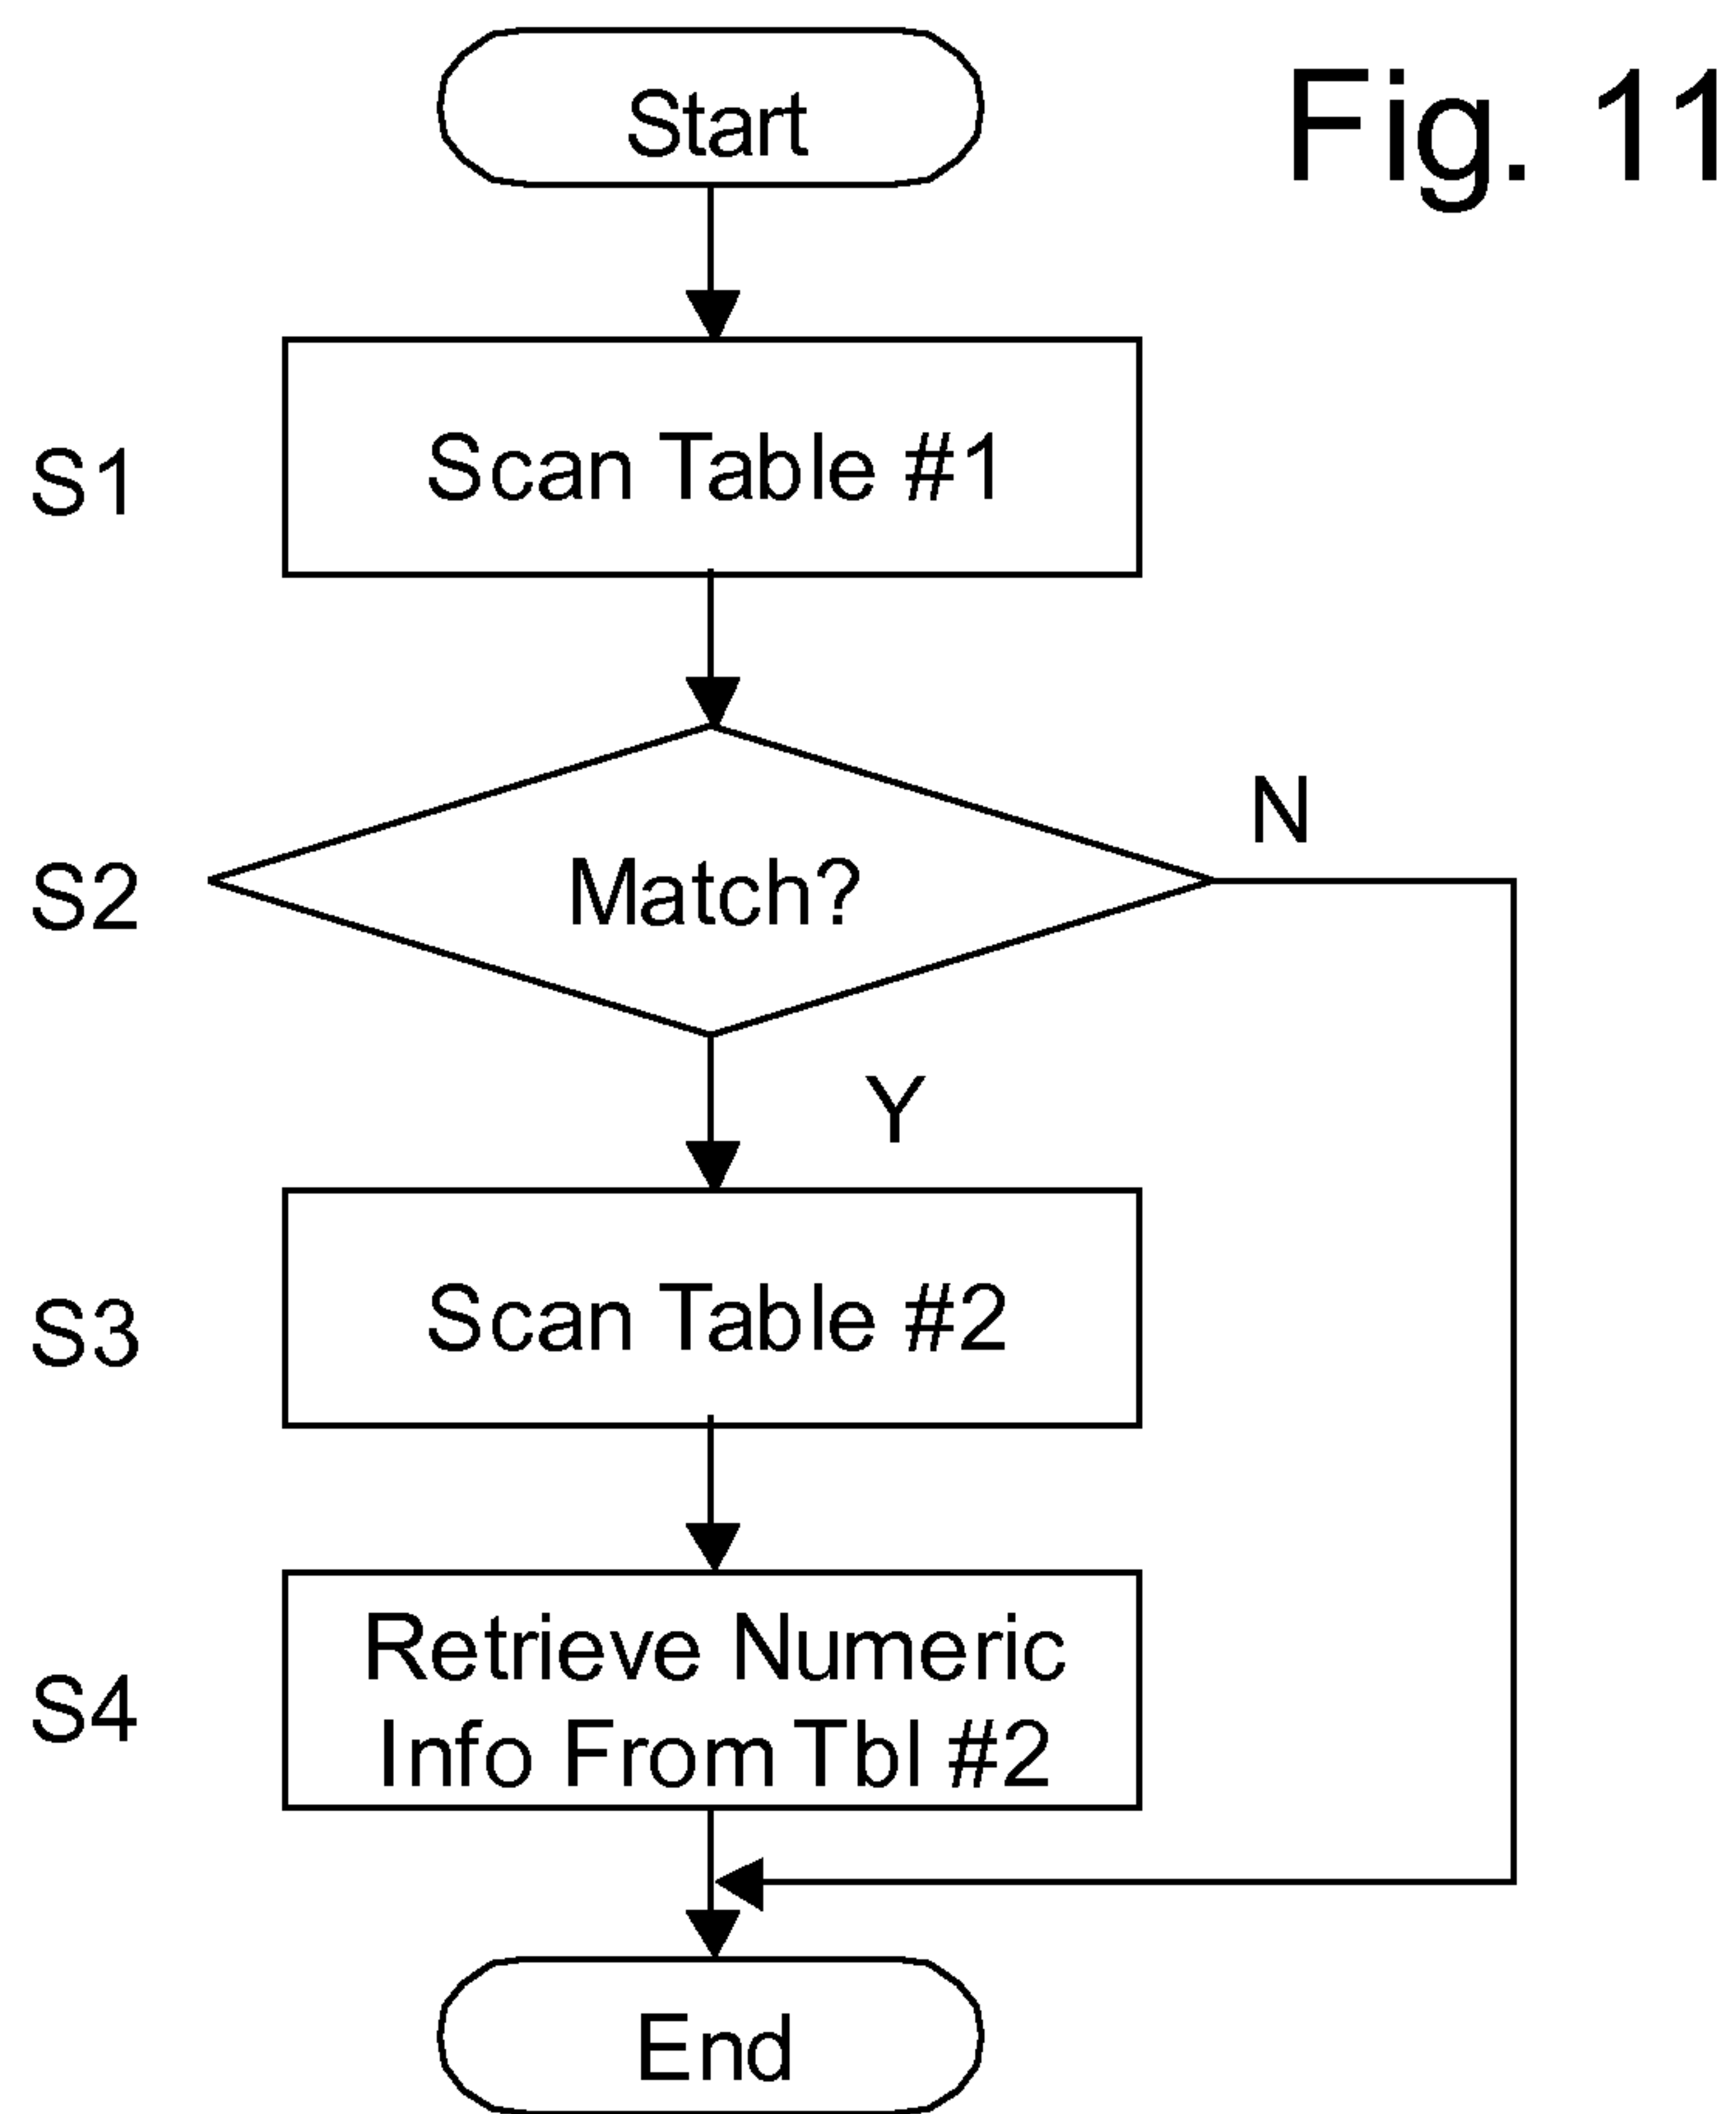 Fig. 11
Start
S1
Scan Table #1
S2
Match?
N
Y
S3
Scan Table #2
S4
Retrieve Numeric
Info From Tbl #2
End